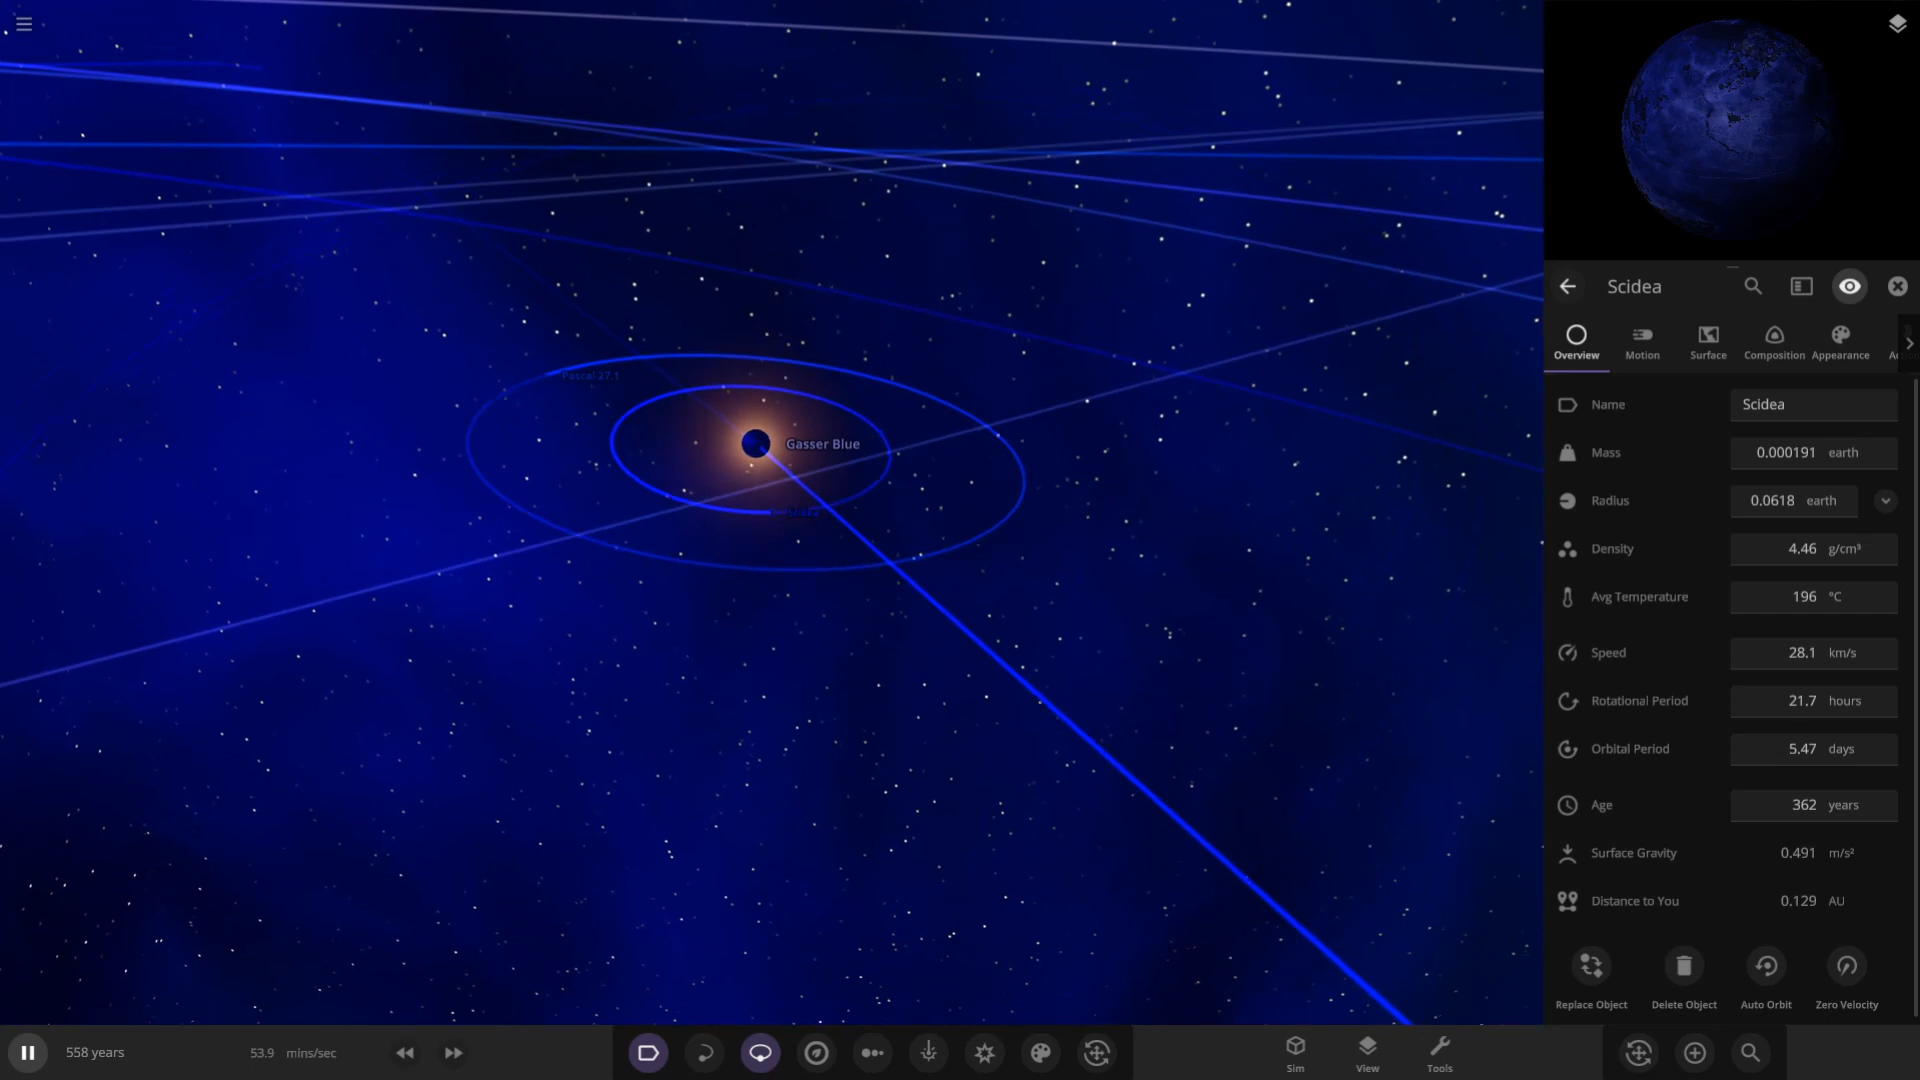 Pascal 27.1
Gasser Blue
Scidea
Overview
Motion
Surface
Composition
Appearance
Name Scidea
Mass 0.000191 earth
Radius 0.0618 earth
Density 4.46 g/cm³
Avg Temperature 196 °C
Speed 28.1 km/s
Rotational Period 21.7 hours
Orbital Period 5.47 days
Age 362 years
Surface Gravity 0.491 m/s²
Distance to You 0.129 AU
Replace Object
Delete Object
Auto Orbit
Zero Velocity
558 years
53.9 mins/sec
Sim
View
Tools